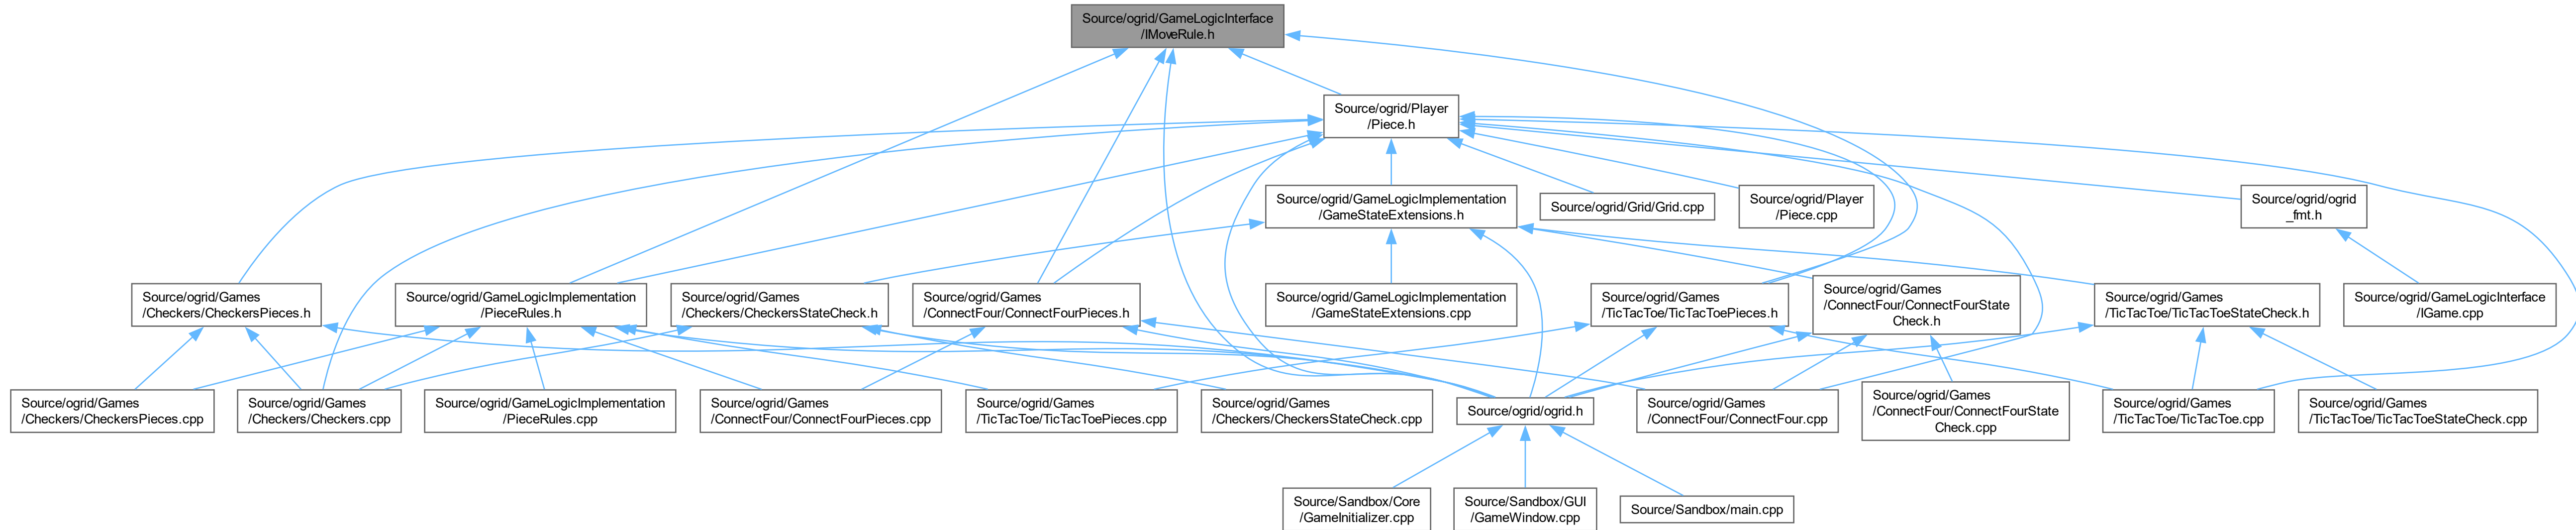 Source/ogrid/GameLogicInterface
/IMoveRule.h
Source/ogrid/Player
/Piece.h
Source/ogrid/GameLogicImplementation
/GameStateExtensions.h
Source/ogrid/Grid/Grid.cpp
Source/ogrid/Player
/Piece.cpp
Source/ogrid/ogrid
_fmt.h
Source/ogrid/Games
/Checkers/CheckersPieces.h
Source/ogrid/GameLogicImplementation
/PieceRules.h
Source/ogrid/Games
/Checkers/CheckersStateCheck.h
Source/ogrid/Games
/ConnectFour/ConnectFourPieces.h
Source/ogrid/GameLogicImplementation
/GameStateExtensions.cpp
Source/ogrid/Games
/TicTacToe/TicTacToePieces.h
Source/ogrid/Games
/ConnectFour/ConnectFourState
Check.h
Source/ogrid/Games
/TicTacToe/TicTacToeStateCheck.h
Source/ogrid/GameLogicInterface
/IGame.cpp
Source/ogrid/Games
/Checkers/CheckersPieces.cpp
Source/ogrid/Games
/Checkers/Checkers.cpp
Source/ogrid/GameLogicImplementation
/PieceRules.cpp
Source/ogrid/Games
/ConnectFour/ConnectFourPieces.cpp
Source/ogrid/Games
/TicTacToe/TicTacToePieces.cpp
Source/ogrid/Games
/Checkers/CheckersStateCheck.cpp
Source/ogrid/ogrid.h
Source/ogrid/Games
/ConnectFour/ConnectFour.cpp
Source/ogrid/Games
/ConnectFour/ConnectFourState
Check.cpp
Source/ogrid/Games
/TicTacToe/TicTacToe.cpp
Source/ogrid/Games
/TicTacToe/TicTacToeStateCheck.cpp
Source/Sandbox/Core
/GameInitializer.cpp
Source/Sandbox/GUI
/GameWindow.cpp
Source/Sandbox/main.cpp